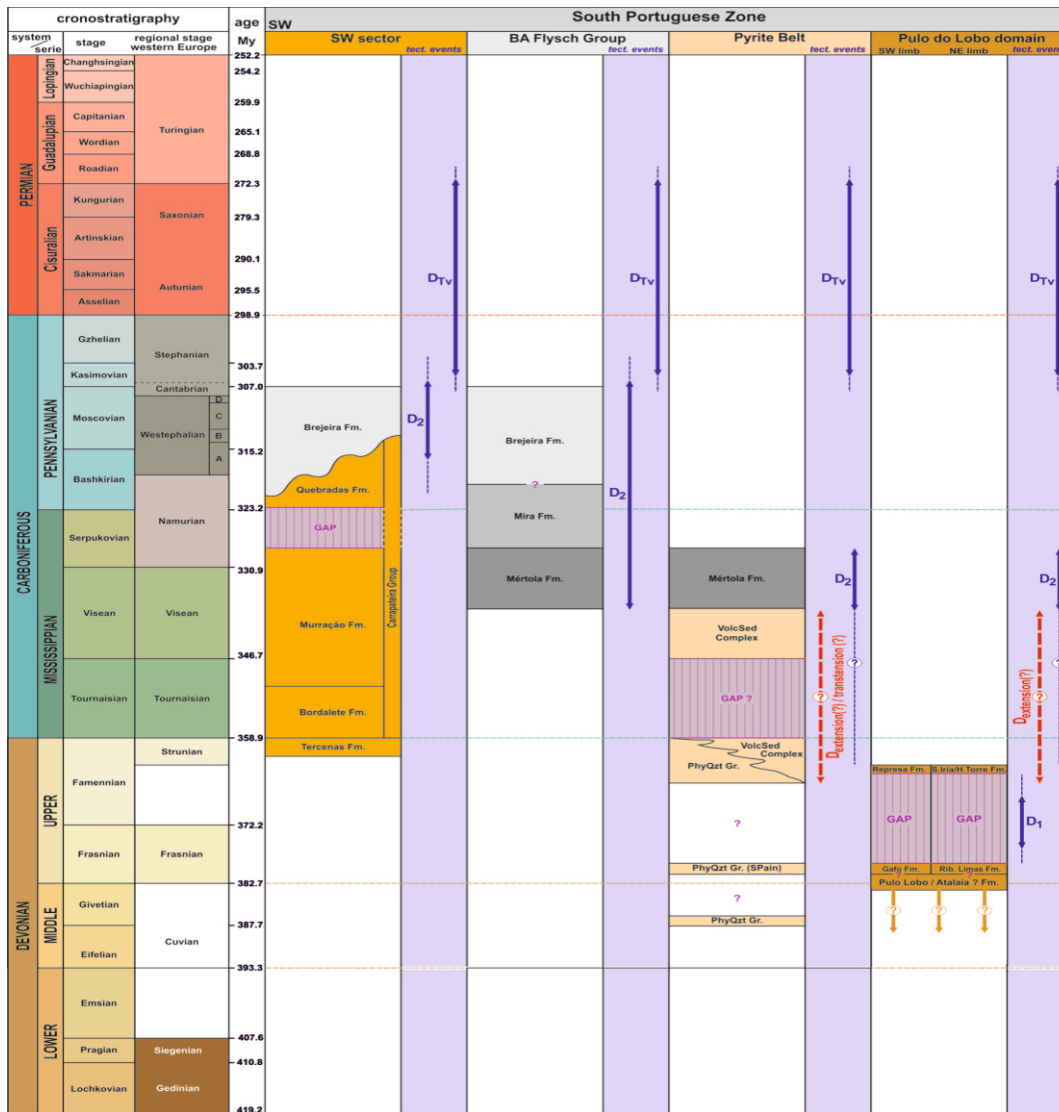 cronostratigraphy
age
SW
South Portuguese Zone
system
serie
stage
regional stage
western Europe
My
SW sector
tect. events
BA Flysch Group
tect. events
Pyrite Belt
tect. events
Pulo do Lobo domain
SW limb
NE limb
tect. events
252.2
254.2
259.9
265.1
268.8
272.3
279.3
290.1
295.5
298.9
303.7
307.0
315.2
323.2
330.9
346.7
358.9
372.2
382.7
387.7
393.3
407.6
410.8
419.2
PERMIAN
CARBONIFEROUS
DEVONIAN
Lopingian
Guadalupian
Cisuralian
PENNSYLVANIAN
MISSISSIPPIAN
UPPER
MIDDLE
LOWER
Changhsingian
Wuchiapingian
Capitanian
Wordian
Roadian
Kungurian
Artinskian
Sakmarian
Asselian
Gzhelian
Kasimovian
Moscovian
Bashkirian
Serpukovian
Visean
Tournaisian
Famennian
Frasnian
Givetian
Eifelian
Emsian
Pragian
Lochkovian
Turingian
Saxonian
Autunian
Stephanian
Cantabrian
Westephalian
D
C
B
A
Namurian
Visean
Tournaisian
Strunian
Frasnian
Cuvian
Siegenian
Gedinian
Brejeira Fm.
Quebradas Fm.
GAP
Carrapateira Group
Murração Fm.
Bordalete Fm.
Tercenas Fm.
DTv
D2
Brejeira Fm.
?
Mira Fm.
Mértola Fm.
DTv
D2
Mértola Fm.
VolcSed
Complex
GAP ?
VolcSed
Complex
PhyQzt Gr.
?
PhyQzt Gr. (SPain)
?
PhyQzt Gr.
DTv
D2
?
?
Dextension(?) / transtension (?)
Represa Fm.
S.Iria/H.Torre Fm.
GAP
GAP
Gafo Fm.
Rib. Limas Fm.
?
?
Pulo Lobo / Atalaia ? Fm.
?
?
?
DTv
D2
?
?
Dextension(?)
D1